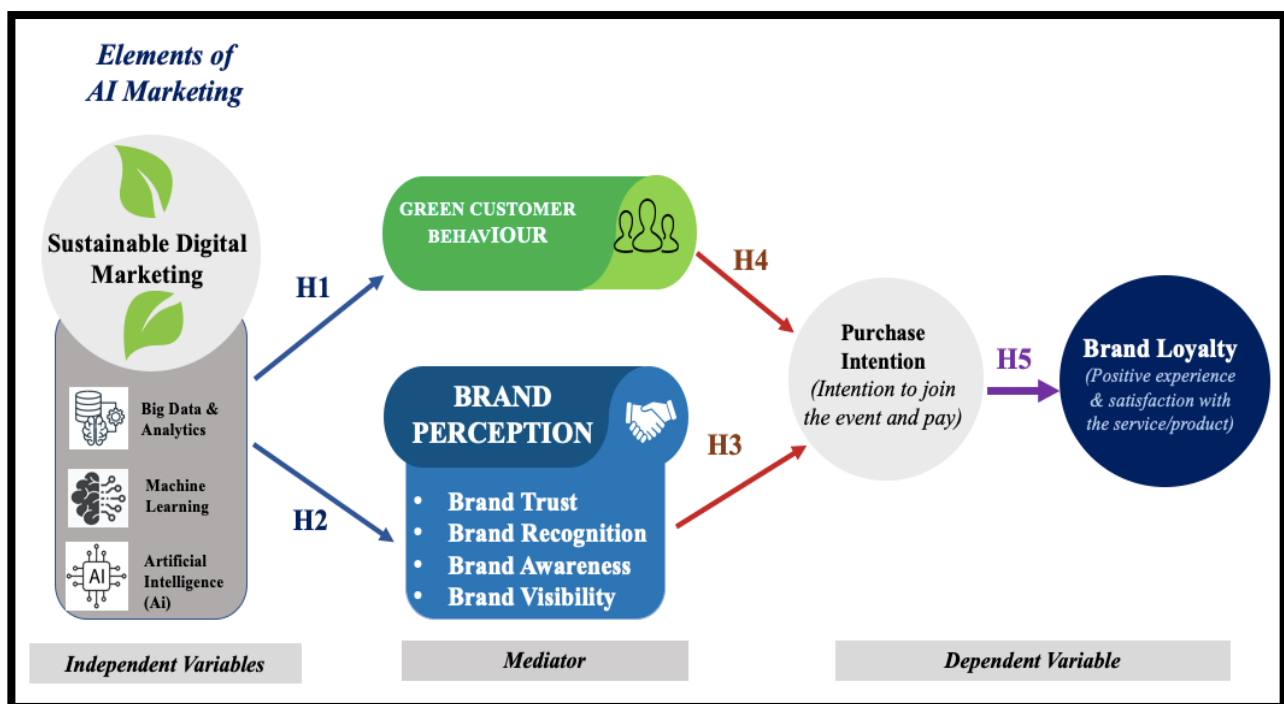 Elements of
AI Marketing
Sustainable Digital
Marketing
Big Data &
Analytics
Machine
Learning
AI
Artificial
Intelligence
(Ai)
Independent Variables
H1
H2
GREEN CUSTOMER
BEHAVIOUR
BRAND
PERCEPTION
• Brand Trust
• Brand Recognition
• Brand Awareness
• Brand Visibility
Mediator
H4
H3
Purchase
Intention
(Intention to join
the event and pay)
H5
Brand Loyalty
(Positive experience
& satisfaction with
the service/product)
Dependent Variable